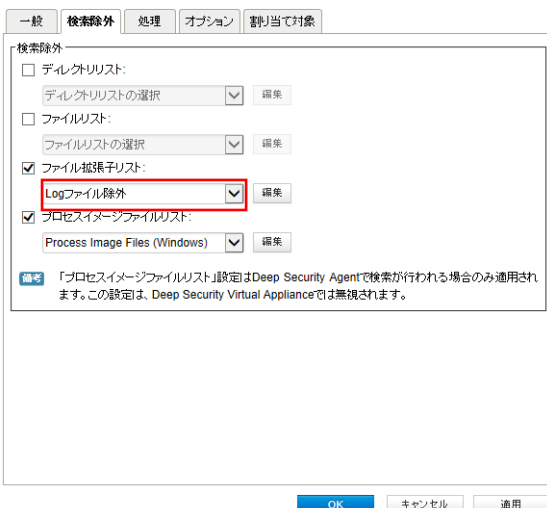 一般 検索除外 処理 オプション 割り当て対象
検索除外
ディレクトリリスト:
ディレクトリリストの選択 編集
ファイルリスト:
ファイルリストの選択 編集
ファイル拡張子リスト:
Logファイル除外 編集
プロセスイメージファイルリスト:
Process Image Files (Windows) 編集
備考 「プロセスイメージファイルリスト」設定はDeep Security Agentで検索が行われる場合のみ適用され
ます。この設定は、Deep Security Virtual Applianceでは無視されます。
OK キャンセル 適用